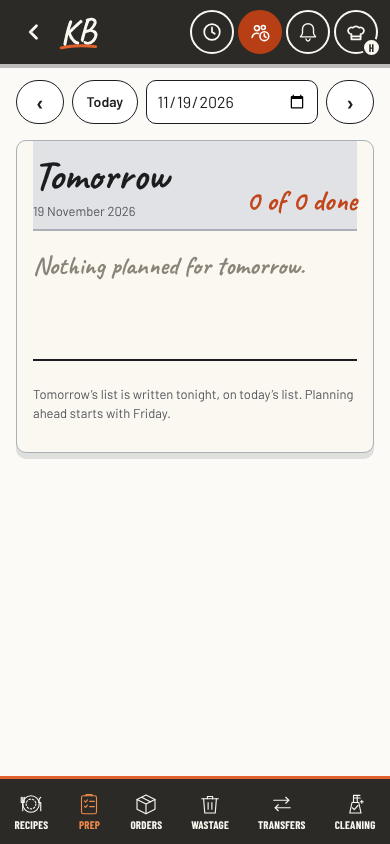 KB
H
‹ Today 11/19/2026 ›
Tomorrow
19 November 2026
0 of 0 done
Nothing planned for tomorrow.
Tomorrow's list is written tonight, on today's list. Planning
ahead starts with Friday.
RECIPES PREP ORDERS WASTAGE TRANSFERS CLEANING